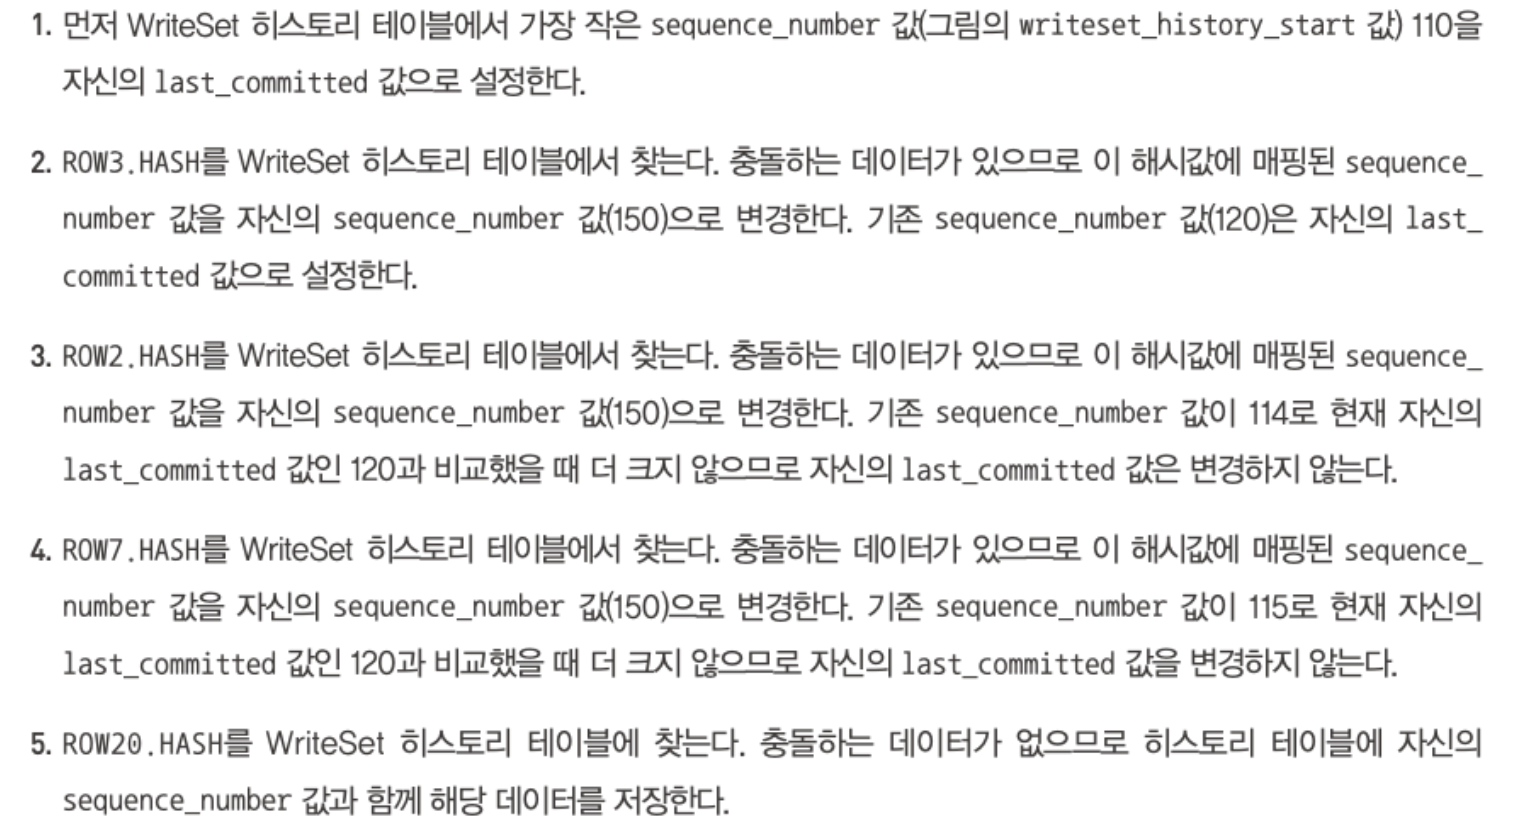 1. 먼저 WriteSet 히스토리 테이블에서 가장 작은 sequence_number 값(그림의 writeset_history_start 값) 110을
자신의 last_committed 값으로 설정한다.
2. ROW3.HASH를 WriteSet 히스토리 테이블에서 찾는다. 충돌하는 데이터가 있으므로 이 해시값에 매핑된 sequence_
number 값을 자신의 sequence_number 값(150)으로 변경한다. 기존 sequence_number 값(120)은 자신의 last_
committed 값으로 설정한다.
3. ROW2.HASH를 WriteSet 히스토리 테이블에서 찾는다. 충돌하는 데이터가 있으므로 이 해시값에 매핑된 sequence_
number 값을 자신의 sequence_number 값(150)으로 변경한다. 기존 sequence_number 값이 114로 현재 자신의
last_committed 값인 120과 비교했을 때 더 크지 않으므로 자신의 last_committed 값은 변경하지 않는다.
4. ROW7.HASH를 WriteSet 히스토리 테이블에서 찾는다. 충돌하는 데이터가 있으므로 이 해시값에 매핑된 sequence_
number 값을 자신의 sequence_number 값(150)으로 변경한다. 기존 sequence_number 값이 115로 현재 자신의
last_committed 값인 120과 비교했을 때 더 크지 않으므로 자신의 last_committed 값을 변경하지 않는다.
5. ROW20.HASH를 WriteSet 히스토리 테이블에 찾는다. 충돌하는 데이터가 없으므로 히스토리 테이블에 자신의
sequence_number 값과 함께 해당 데이터를 저장한다.